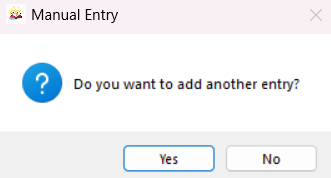 Manual Entry
Do you want to add another entry?
Yes
No